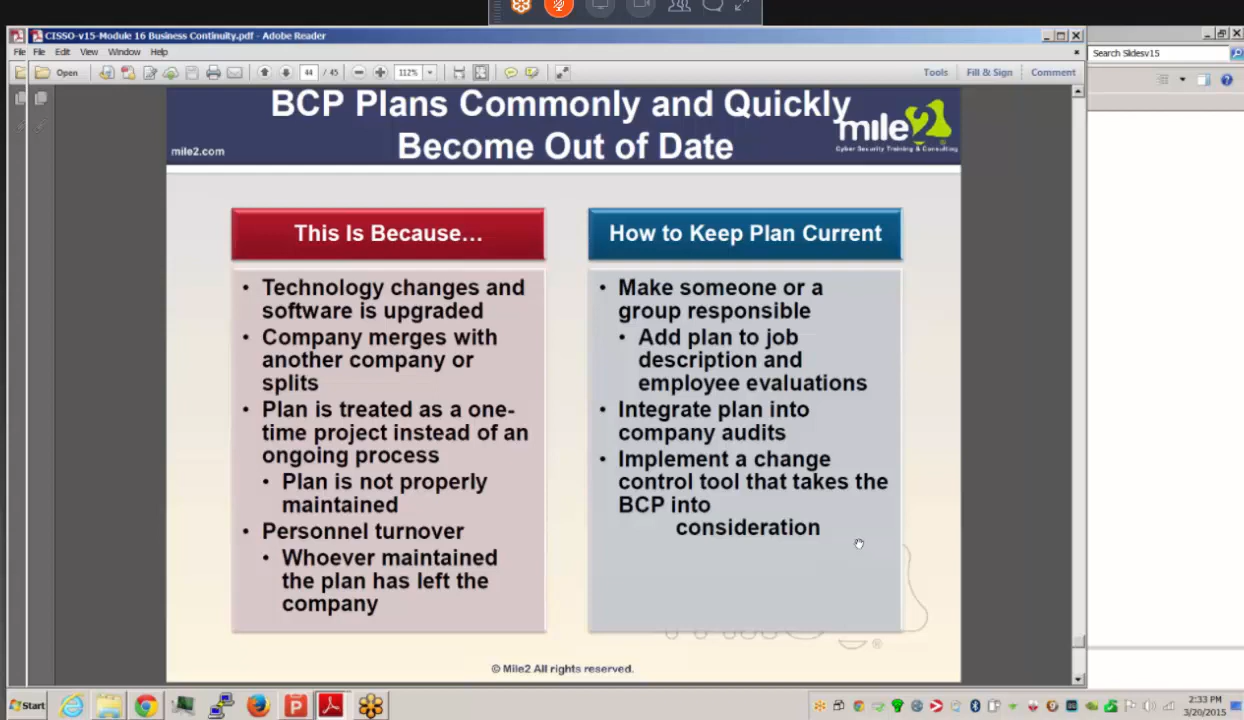 CISSO-v15-Module 16 Business Continuity.pdf - Adobe Reader
File File Edit View Window Help
Search Slidesv15
Open 44 / 45 112% Tools Fill & Sign Comment
BCP Plans Commonly and Quickly
Become Out of Date
mile2.com
mile2
Cyber Security Training & Consulting
This Is Because...
• Technology changes and
software is upgraded
• Company merges with
another company or
splits
• Plan is treated as a one-
time project instead of an
ongoing process
• Plan is not properly
maintained
• Personnel turnover
• Whoever maintained
the plan has left the
company
How to Keep Plan Current
• Make someone or a
group responsible
• Add plan to job
description and
employee evaluations
• Integrate plan into
company audits
• Implement a change
control tool that takes the
BCP into
consideration
®
© Mile2 All rights reserved.
Start
2:33 PM
3/20/2015